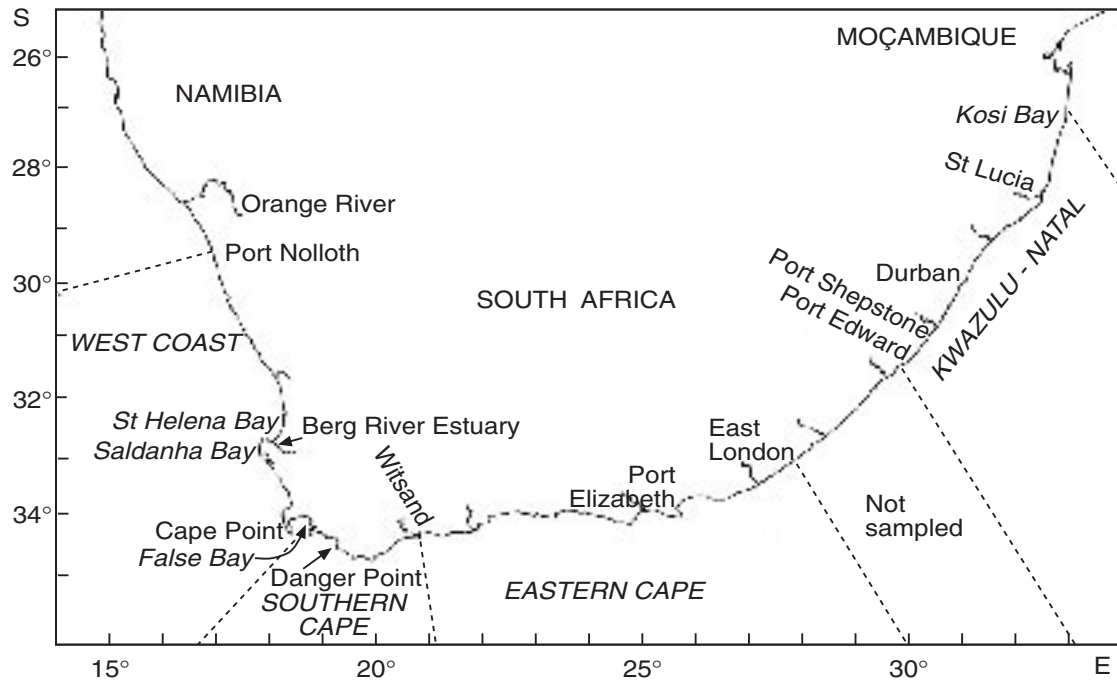 S
26°
28°
30°
32°
34°
MOÇAMBIQUE
NAMIBIA
Kosi Bay
St Lucia
Orange River
Port Nolloth
Durban
KWAZULU - NATAL
SOUTH AFRICA
Port Shepstone
Port Edward
WEST COAST
St Helena Bay
Berg River Estuary
Saldanha Bay
East
London
Witsand
Port
Elizabeth
Not
sampled
Cape Point
False Bay
Danger Point
SOUTHERN
CAPE
EASTERN CAPE
15°
20°
25°
30°
E